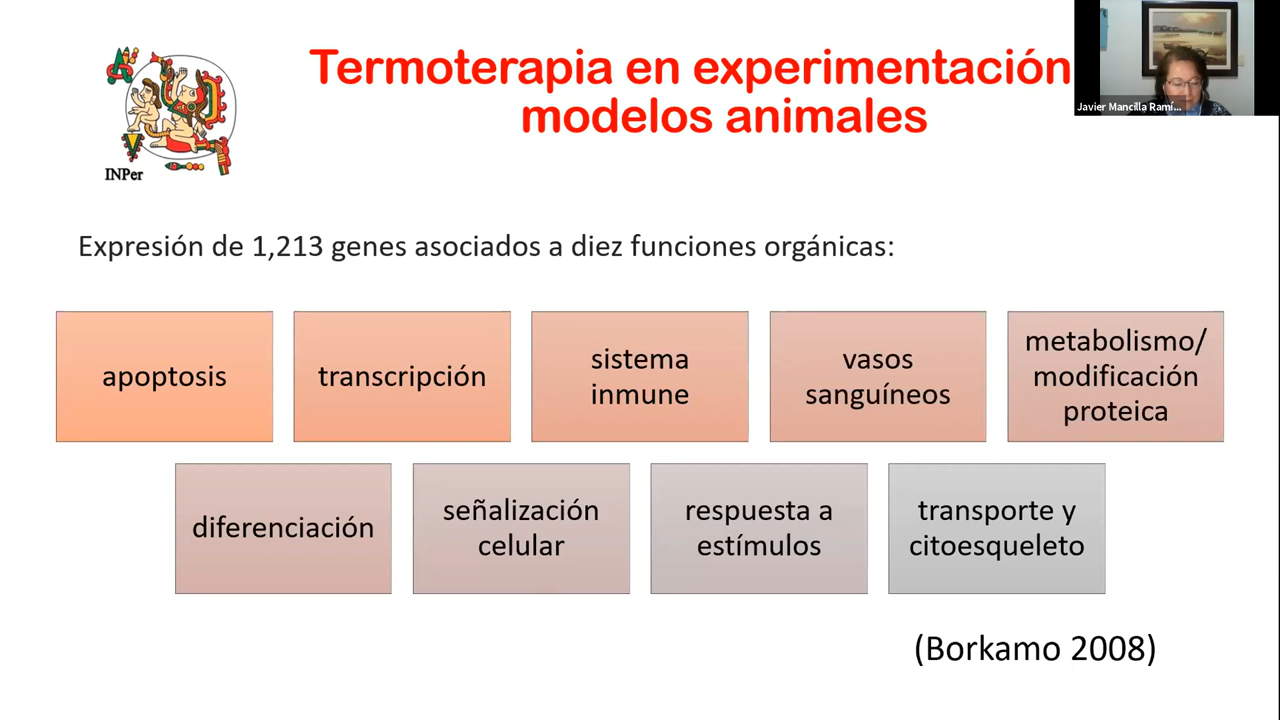 Termoterapia en experimentación
modelos animales
Javier Mancilla Ramí...
INPer
Expresión de 1,213 genes asociados a diez funciones orgánicas:
apoptosis
transcripción
sistema
inmune
vasos
sanguíneos
metabolismo/
modificación
proteica
diferenciación
señalización
celular
respuesta a
estímulos
transporte y
citoesqueleto
(Borkamo 2008)